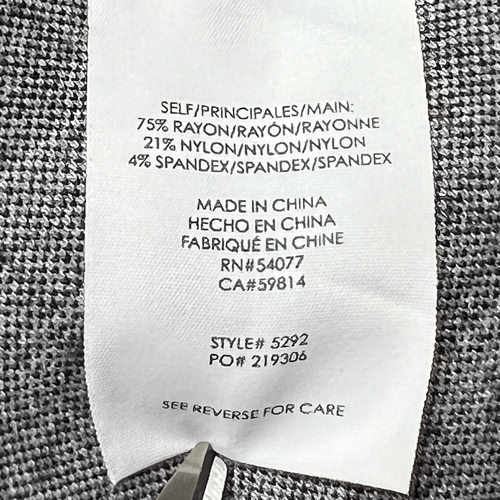 SELF/PRINCIPALES/MAIN:
75% RAYON/RAYÓN/RAYONNE
21% NYLON/NYLON/NYLON
4% SPANDEX/SPANDEX/SPANDEX
MADE IN CHINA
HECHO EN CHINA
FABRIQUÉ EN CHINE
RN#54077
CA#59814
STYLE# 5292
PO# 219306
SEE REVERSE FOR CARE